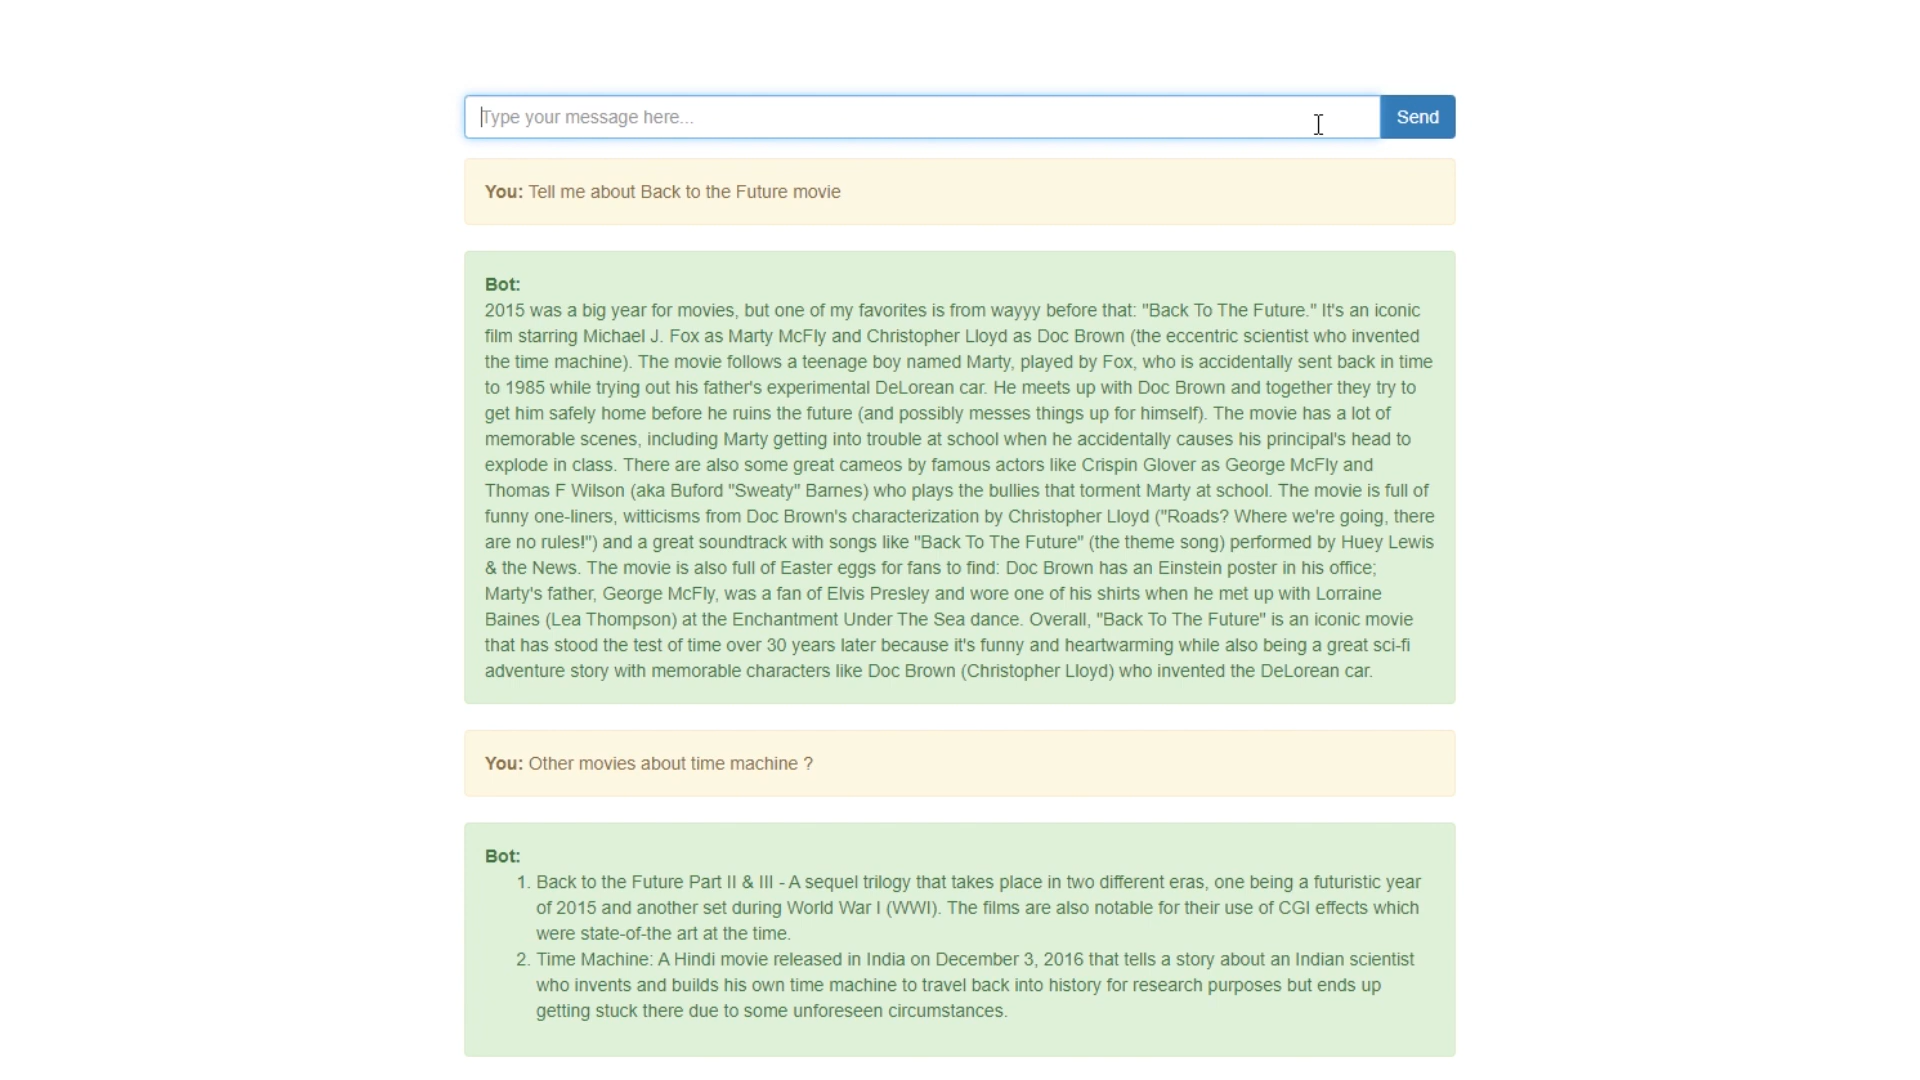 Type your message here...
Send
You: Tell me about Back to the Future movie
Bot:
2015 was a big year for movies, but one of my favorites is from wayyy before that: "Back To The Future." It's an iconic
film starring Michael J. Fox as Marty McFly and Christopher Lloyd as Doc Brown (the eccentric scientist who invented
the time machine). The movie follows a teenage boy named Marty, played by Fox, who is accidentally sent back in time
to 1985 while trying out his father's experimental DeLorean car. He meets up with Doc Brown and together they try to
get him safely home before he ruins the future (and possibly messes things up for himself). The movie has a lot of
memorable scenes, including Marty getting into trouble at school when he accidentally causes his principal's head to
explode in class. There are also some great cameos by famous actors like Crispin Glover as George McFly and
Thomas F Wilson (aka Buford "Sweaty" Barnes) who plays the bullies that torment Marty at school. The movie is full of
funny one-liners, witticisms from Doc Brown's characterization by Christopher Lloyd ("Roads? Where we're going, there
are no rules!") and a great soundtrack with songs like "Back To The Future" (the theme song) performed by Huey Lewis
& the News. The movie is also full of Easter eggs for fans to find: Doc Brown has an Einstein poster in his office;
Marty's father, George McFly, was a fan of Elvis Presley and wore one of his shirts when he met up with Lorraine
Baines (Lea Thompson) at the Enchantment Under The Sea dance. Overall, "Back To The Future" is an iconic movie
that has stood the test of time over 30 years later because it's funny and heartwarming while also being a great sci-fi
adventure story with memorable characters like Doc Brown (Christopher Lloyd) who invented the DeLorean car.
You: Other movies about time machine ?
Bot:
1. Back to the Future Part II & III - A sequel trilogy that takes place in two different eras, one being a futuristic year
of 2015 and another set during World War I (WWI). The films are also notable for their use of CGI effects which
were state-of-the art at the time.
2. Time Machine: A Hindi movie released in India on December 3, 2016 that tells a story about an Indian scientist
who invents and builds his own time machine to travel back into history for research purposes but ends up
getting stuck there due to some unforeseen circumstances.